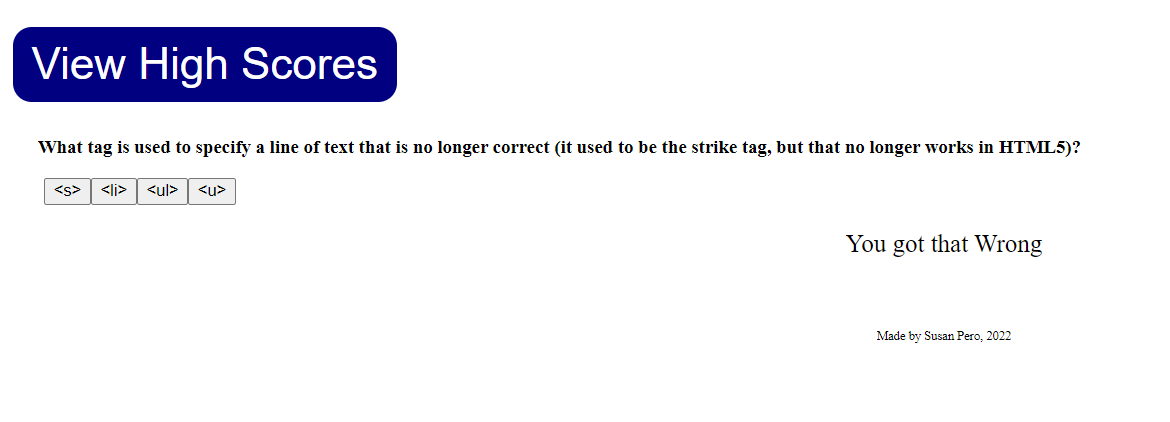 View High Scores
What tag is used to specify a line of text that is no longer correct (it used to be the strike tag, but that no longer works in HTML5)?
<s> <li> <ul> <u>
You got that Wrong
Made by Susan Pero, 2022